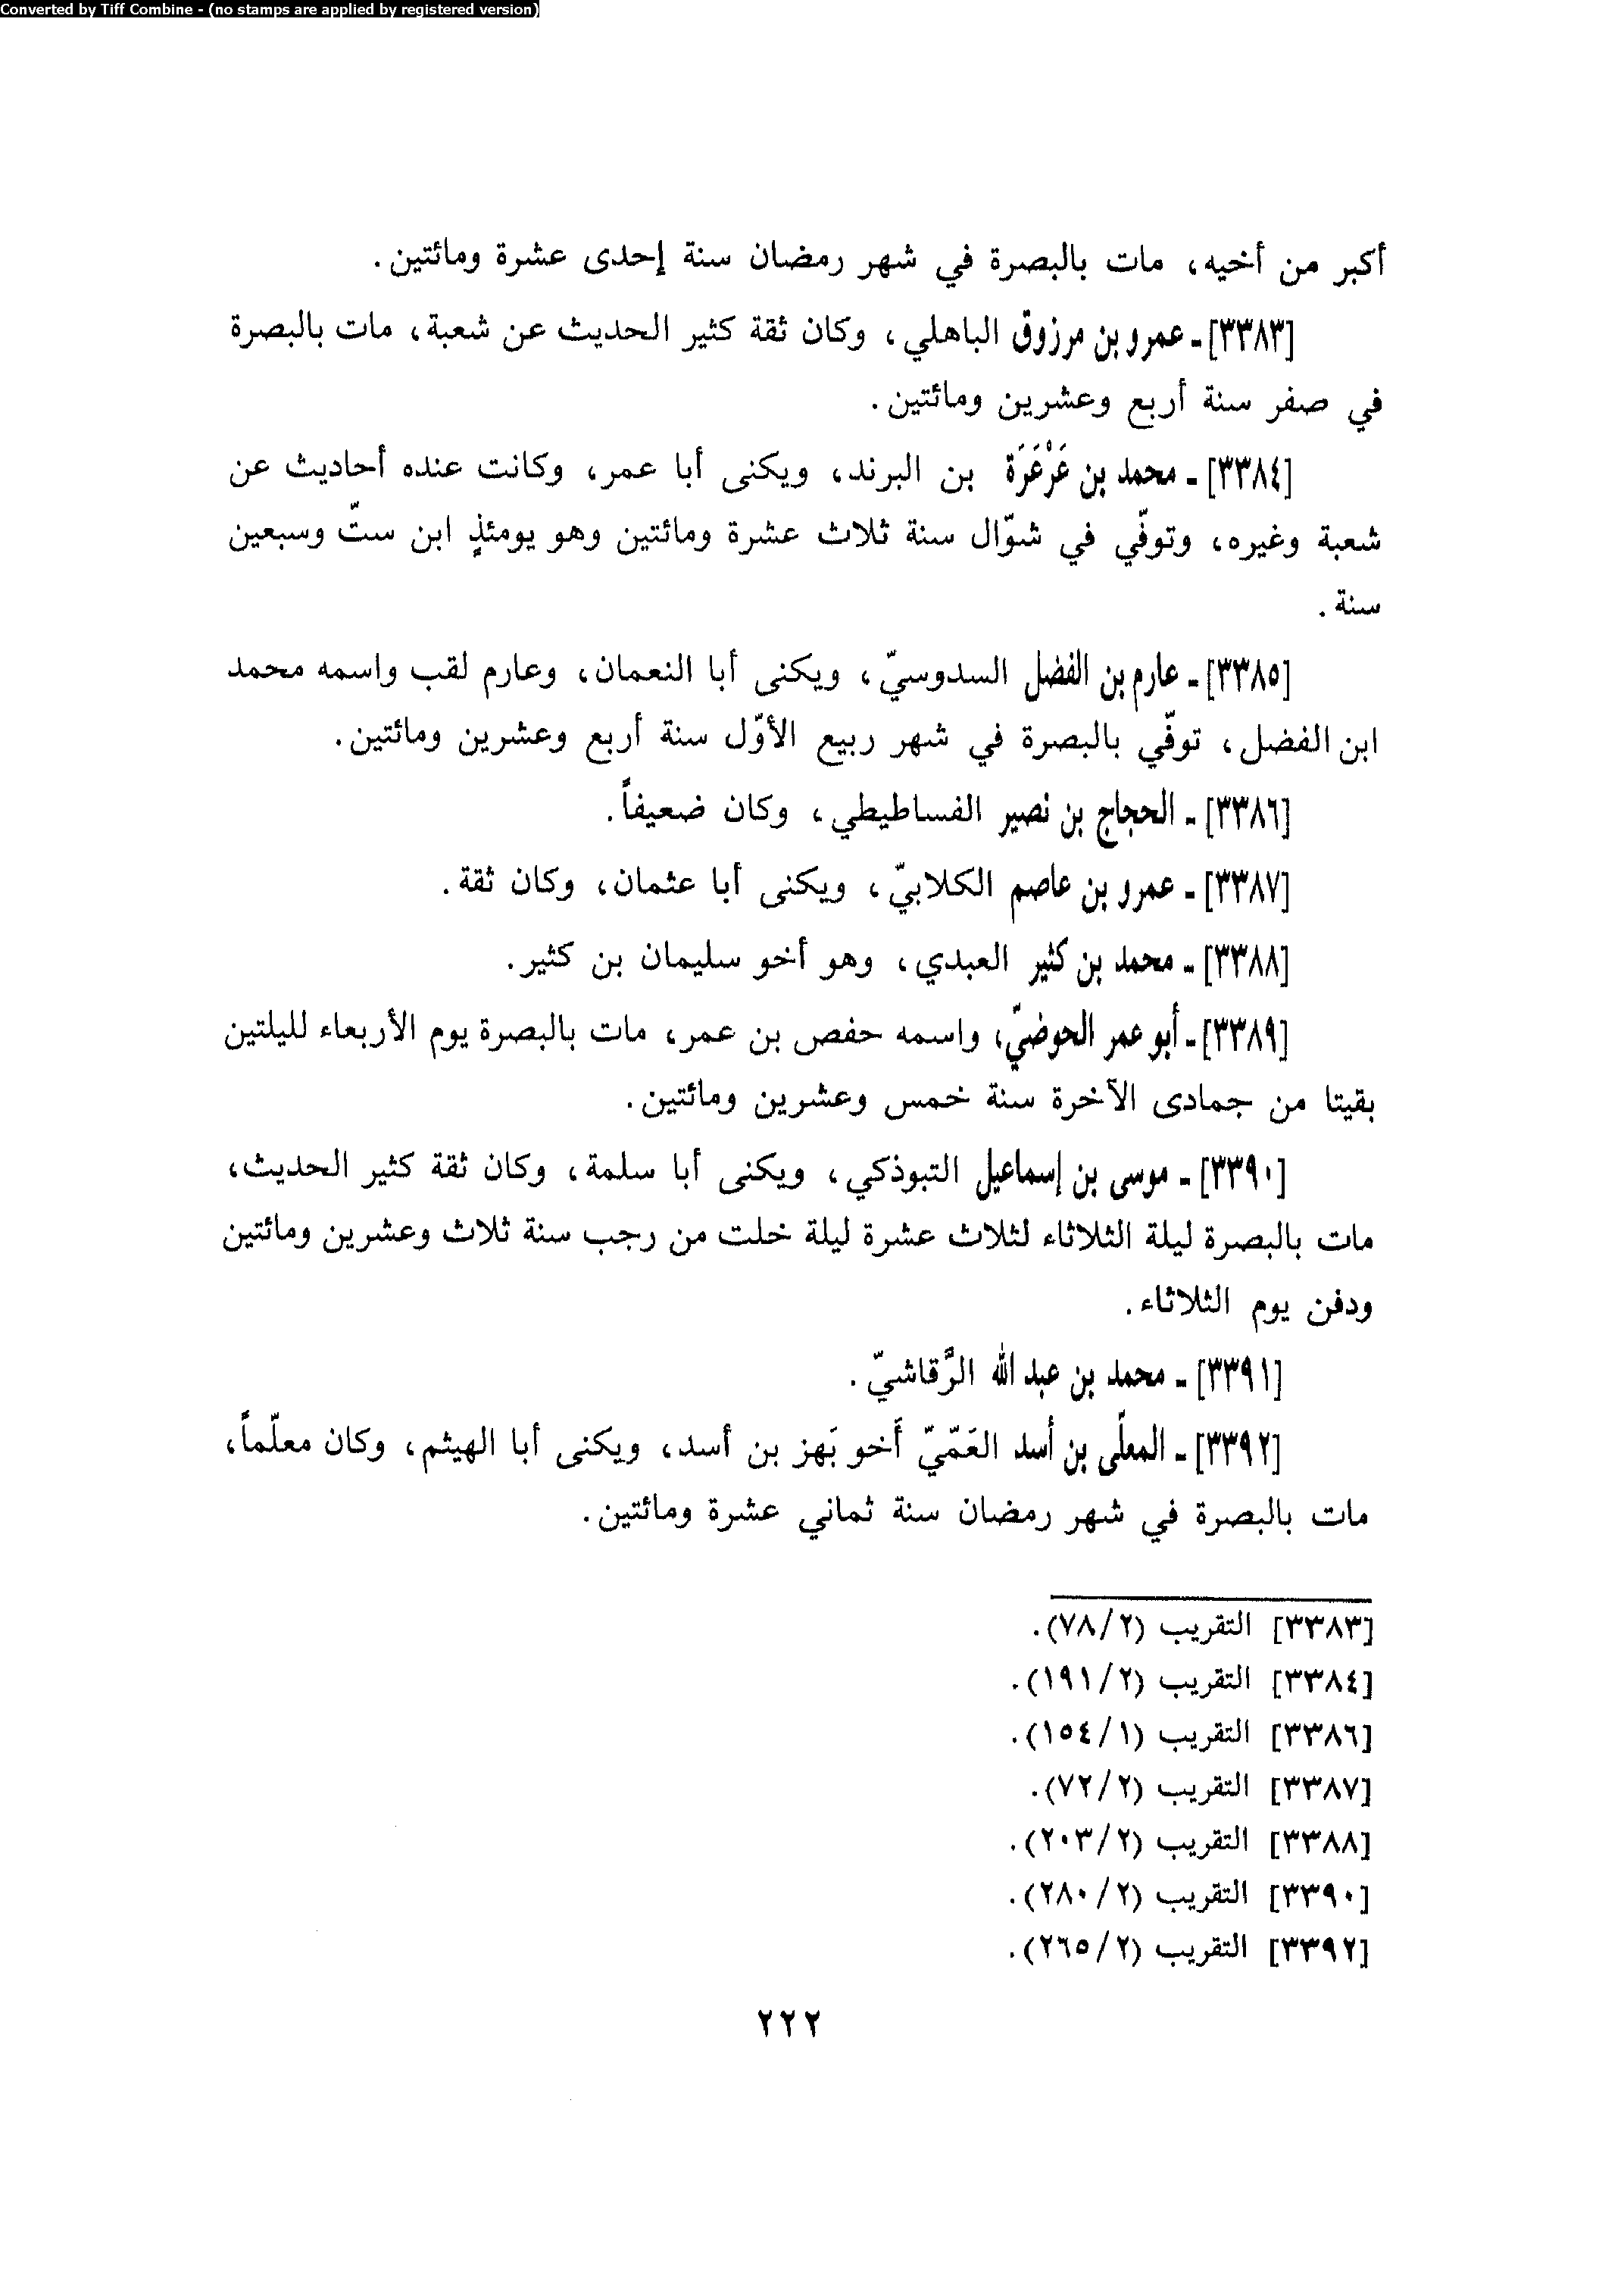 Converted by Tiff Combine - (no stamps are applied by registered version)
أكبر من أخيه، مات بالبصرة في شهر رمضان سنة إحدى عشرة ومائتين.
[٣٣٨٣] ـ عمرو بن مرزوق الباهلي، وكان ثقة كثير الحديث عن شعبة، مات بالبصرة
في صفر سنة أربع وعشرين ومائتين.
[٣٣٨٤] ـ محمد بن عَرْعَرَة بن البرند، ويكنى أبا عمر، وكانت عنده أحاديث عن
شعبة وغيره، وتوفّي في شوّال سنة ثلاث عشرة ومائتين وهو يومئذٍ ابن ستّ وسبعين
سنة.
[٣٣٨٥] ـ عارم بن الفضل السدوسيّ، ويكنى أبا النعمان، وعارم لقب واسمه محمد
ابن الفضل، توفّي بالبصرة في شهر ربيع الأوّل سنة أربع وعشرين ومائتين.
[٣٣٨٦] ـ الحجاج بن نصير الفساطيطي، وكان ضعيفاً.
[٣٣٨٧] ـ عمرو بن عاصم الكلابيّ، ويكنى أبا عثمان، وكان ثقة.
[٣٣٨٨] ـ محمد بن كثير العبدي، وهو أخو سليمان بن كثير.
[٣٣٨٩] ـ أبو عمر الحوضيّ، واسمه حفص بن عمر، مات بالبصرة يوم الأربعاء لليلتين
بقيتا من جمادى الآخرة سنة خمس وعشرين ومائتين.
[٣٣٩٠] ـ موسى بن إسماعيل التبوذكي، ويكنى أبا سلمة، وكان ثقة كثير الحديث،
مات بالبصرة ليلة الثلاثاء لثلاث عشرة ليلة خلت من رجب سنة ثلاث وعشرين ومائتين
ودفن يوم الثلاثاء.
[٣٣٩١] ـ محمد بن عبد الله الرَّقاشيّ.
[٣٣٩٢] ـ المعلّى بن أسد العَمّيّ أَخو بَهز بن أسد، ويكنى أبا الهيثم، وكان معلّماً،
مات بالبصرة في شهر رمضان سنة ثماني عشرة ومائتين.
[٣٣٨٣] التقريب (٧٨/٢).
[٣٣٨٤] التقريب (١٩١/٢).
[٣٣٨٦] التقريب (١٥٤/١).
[٣٣٨٧] التقريب (٧٢/٢).
[٣٣٨٨] التقريب (٢٠٣/٢).
[٣٣٩٠] التقريب (٢٨٠/٢).
[٣٣٩٢] التقريب (٢٦٥/٢).
٢٢٢